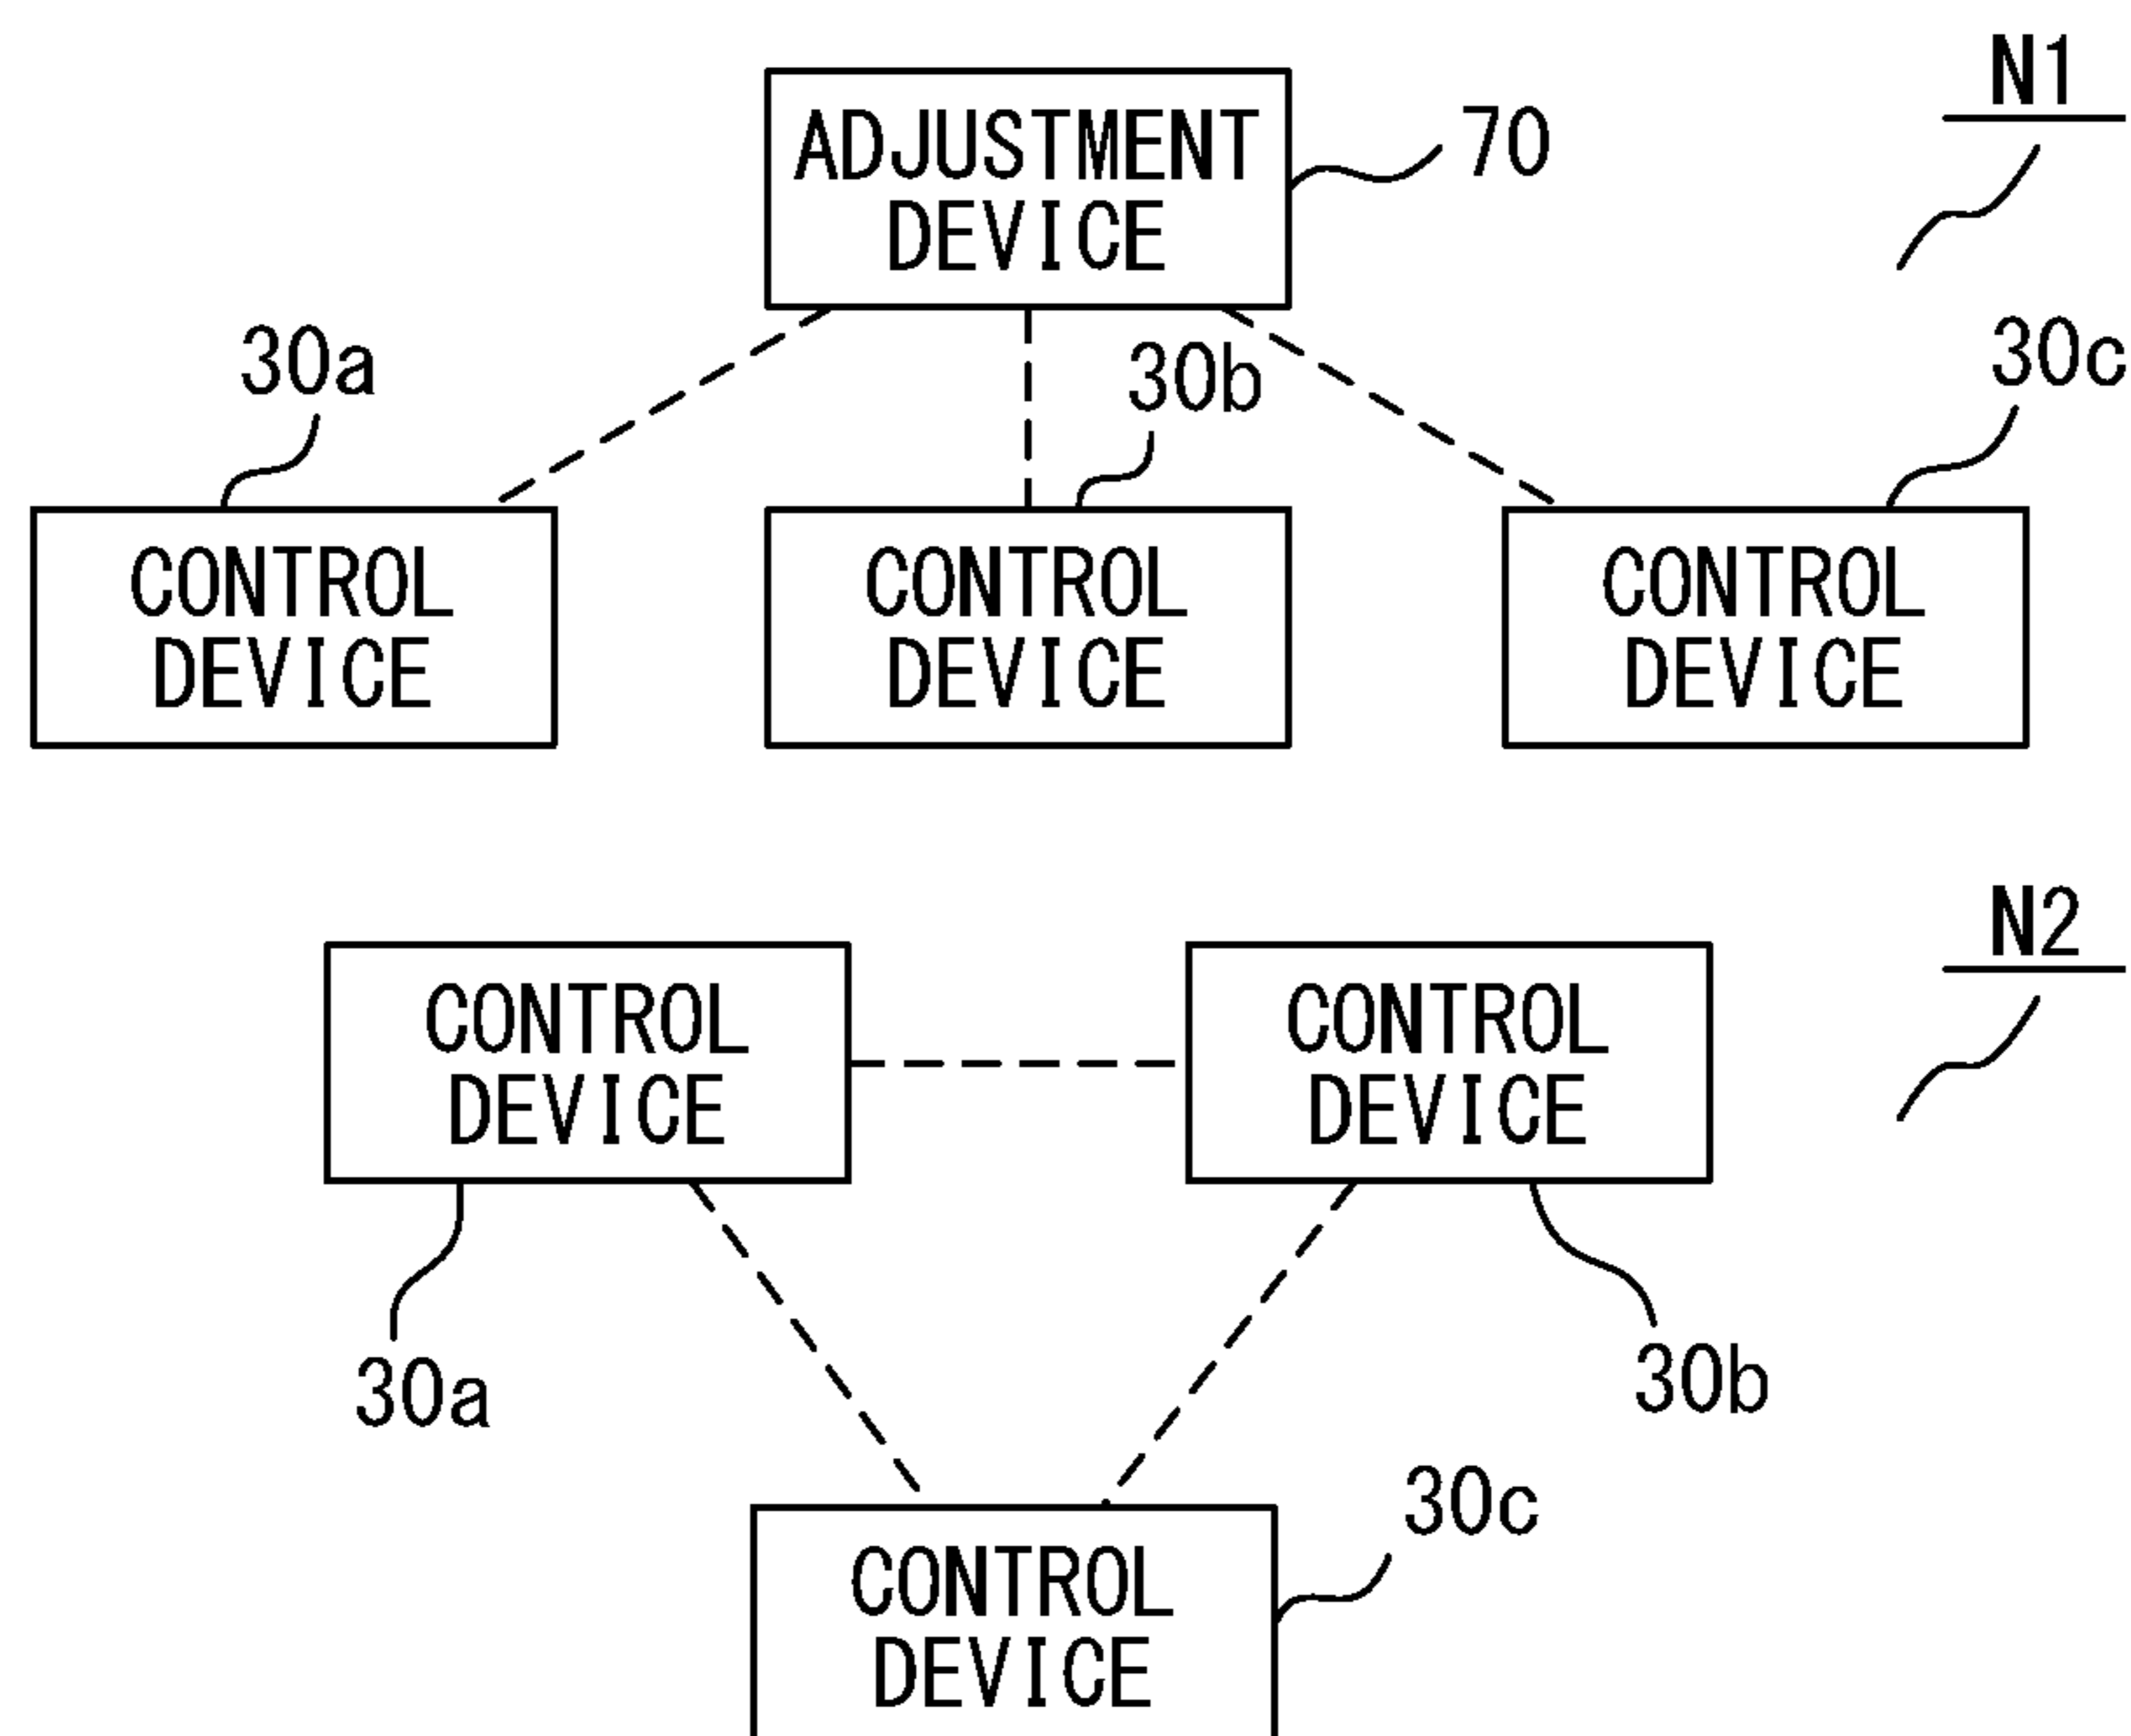 N1
ADJUSTMENT
DEVICE
70
30a
30b
30c
CONTROL
DEVICE
CONTROL
DEVICE
CONTROL
DEVICE
N2
CONTROL
DEVICE
CONTROL
DEVICE
30a
30b
30c
CONTROL
DEVICE